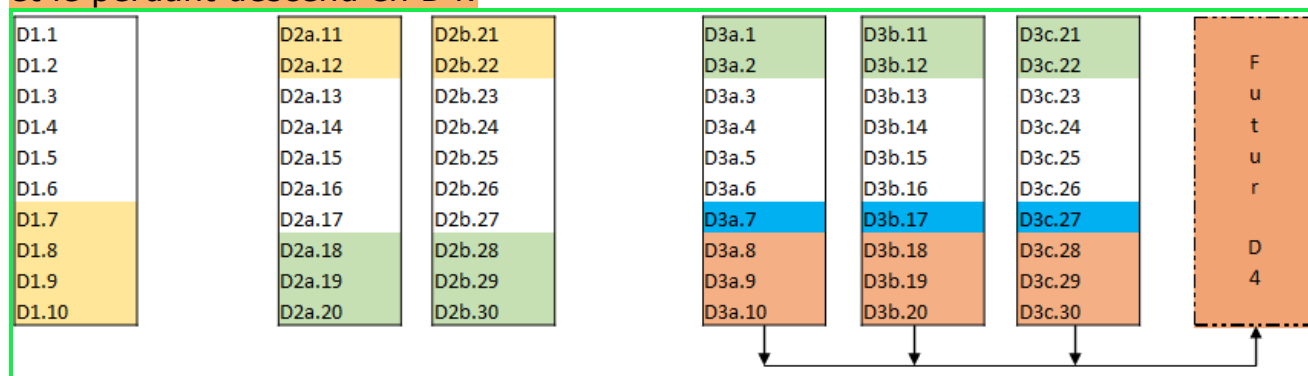 et le perdant descend en D4.
D1.1 D2a.11 D2b.21 D3a.1 D3b.11 D3c.21
D1.2 D2a.12 D2b.22 D3a.2 D3b.12 D3c.22 F
D1.3 D2a.13 D2b.23 D3a.3 D3b.13 D3c.23 u
D1.4 D2a.14 D2b.24 D3a.4 D3b.14 D3c.24 t
D1.5 D2a.15 D2b.25 D3a.5 D3b.15 D3c.25 u
D1.6 D2a.16 D2b.26 D3a.6 D3b.16 D3c.26 r
D1.7 D2a.17 D2b.27 D3a.7 D3b.17 D3c.27
D1.8 D2a.18 D2b.28 D3a.8 D3b.18 D3c.28 D
D1.9 D2a.19 D2b.29 D3a.9 D3b.19 D3c.29 4
D1.10 D2a.20 D2b.30 D3a.10 D3b.20 D3c.30